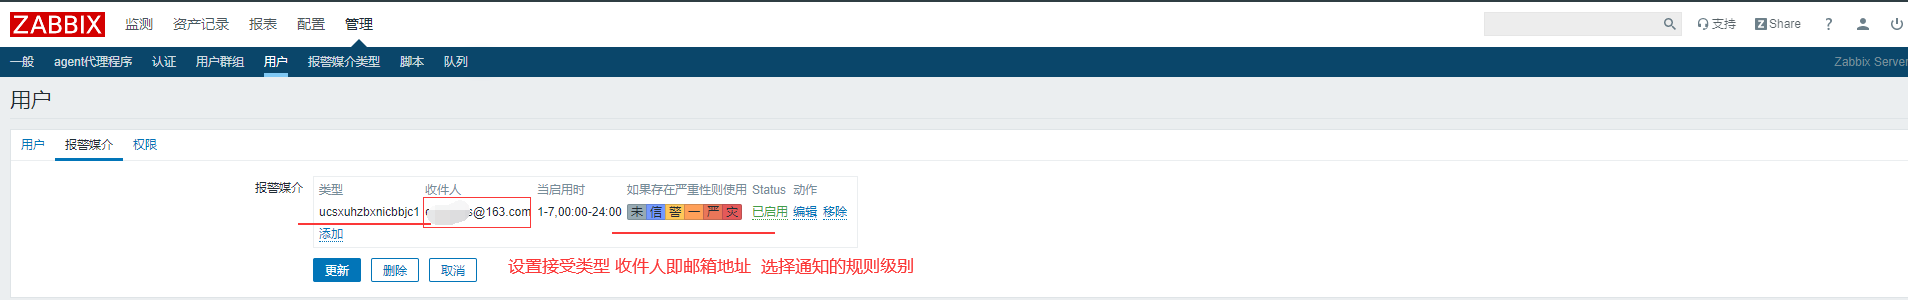 ZABBIX 监测 资产记录 报表 配置 管理 支持 Z Share ?
一般 agent代理程序 认证 用户群组 用户 报警媒介类型 脚本 队列 Zabbix Server
用户
用户 报警媒介 权限
报警媒介 类型 收件人 当启用时 如果存在严重性则使用 Status 动作
ucsxuhzbxnicbbjc1 s@163.com 1-7,00:00-24:00 未 信 警 一 严 灾 已启用 编辑 移除
添加
更新 删除 取消 设置接受类型 收件人即邮箱地址 选择通知的规则级别